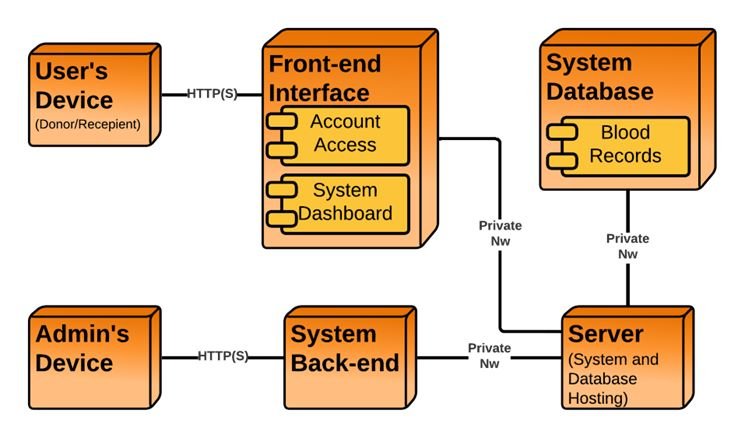 User's
Device
(Donor/Recepient)
HTTP(S)
Front-end
Interface
Account
Access
System
Dashboard
System
Database
Blood
Records
Private
Nw
Private
Nw
Admin's
Device
HTTP(S)
System
Back-end
Private
Nw
Server
(System and
Database
Hosting)